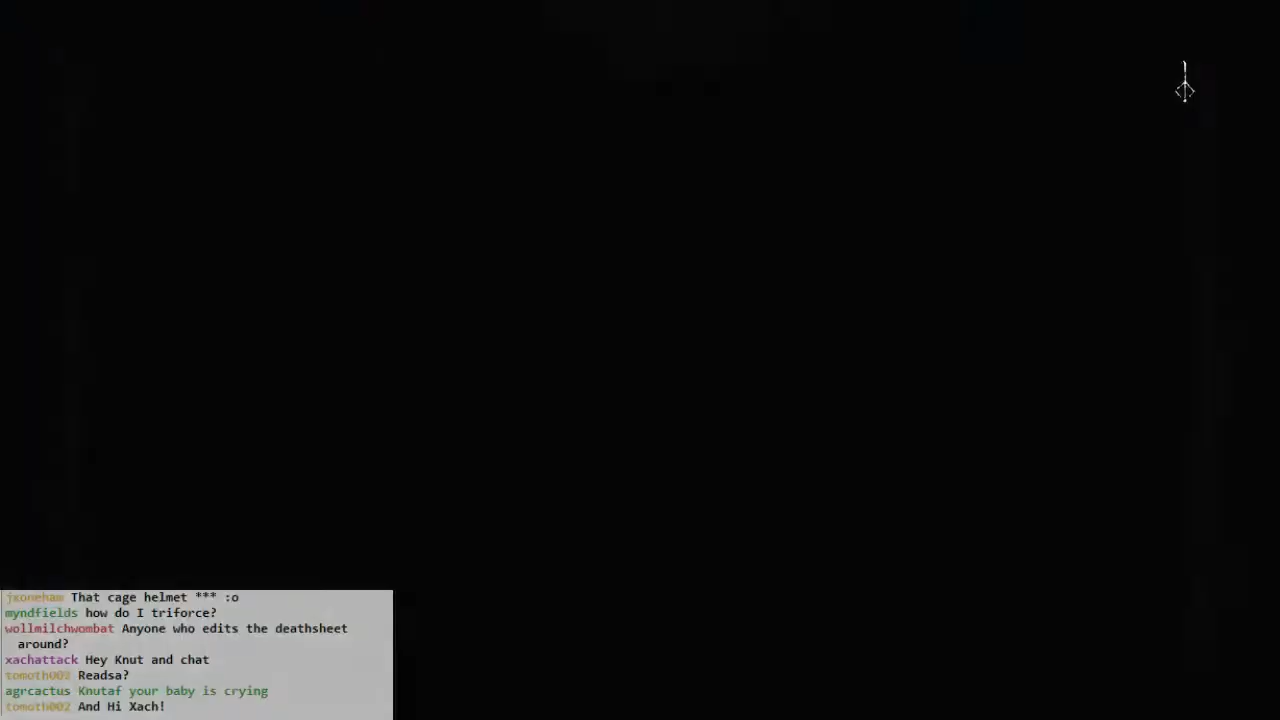 jxoneham That cage helmet *** :o
myndfields how do I triforce?
wollmilchwombat Anyone who edits the deathsheet
around?
xachattack Hey Knut and chat
tomoth002 Readsa?
agrcactus Knutaf your baby is crying
tomoth002 And Hi Xach!